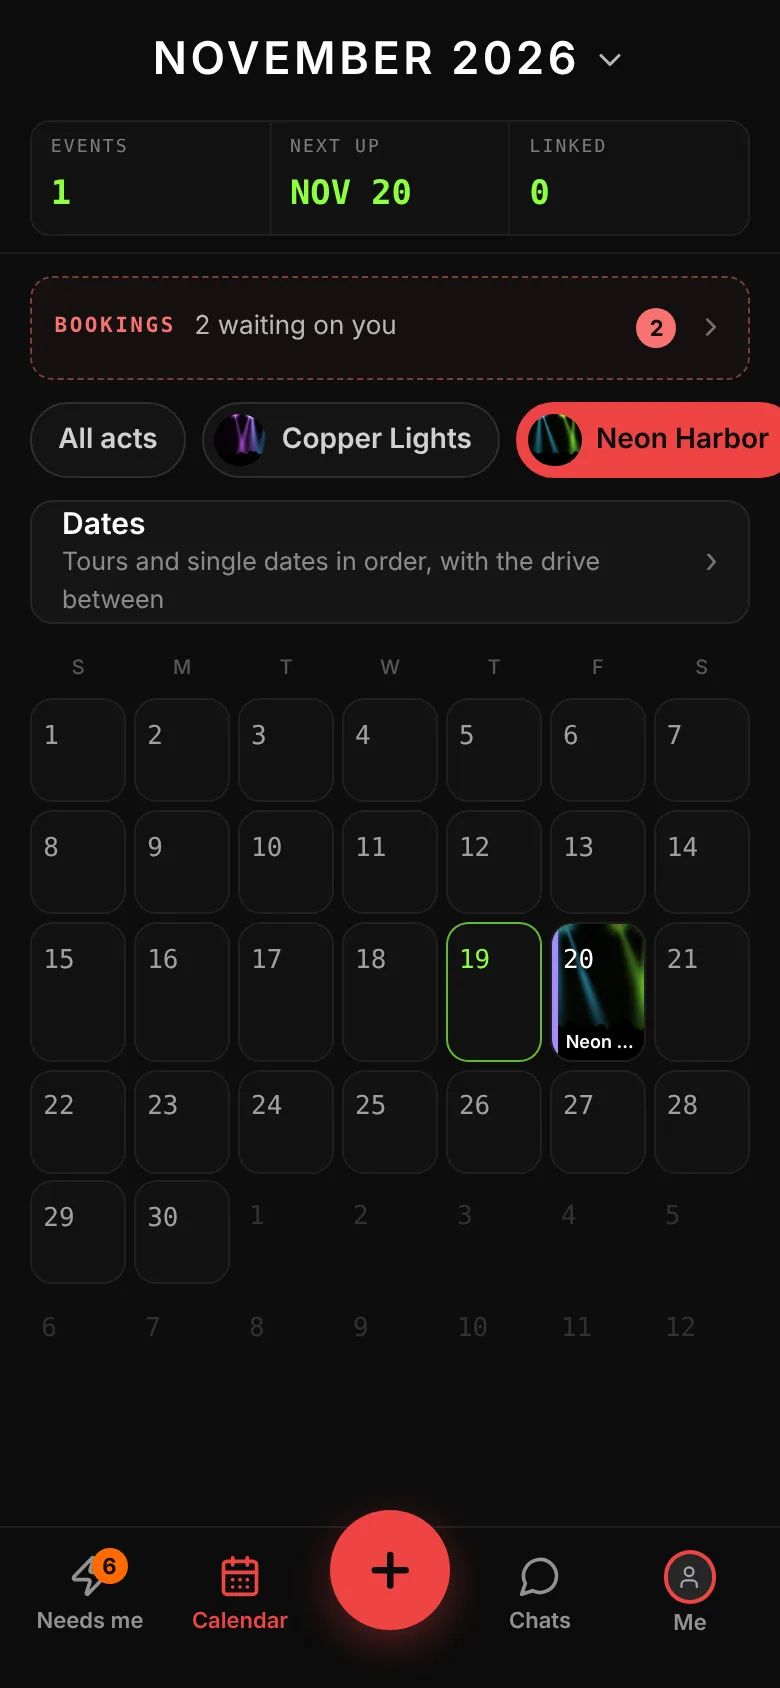 NOVEMBER 2026
EVENTS NEXT UP LINKED
1 NOV 20 0
BOOKINGS 2 waiting on you 2
All acts Copper Lights Neon Harbor
Dates
Tours and single dates in order, with the drive
between
S M T W T F S
1 2 3 4 5 6 7
8 9 10 11 12 13 14
15 16 17 18 19 20 21
Neon ...
22 23 24 25 26 27 28
29 30 1 2 3 4 5
6 7 8 9 10 11 12
6
Needs me Calendar Chats Me